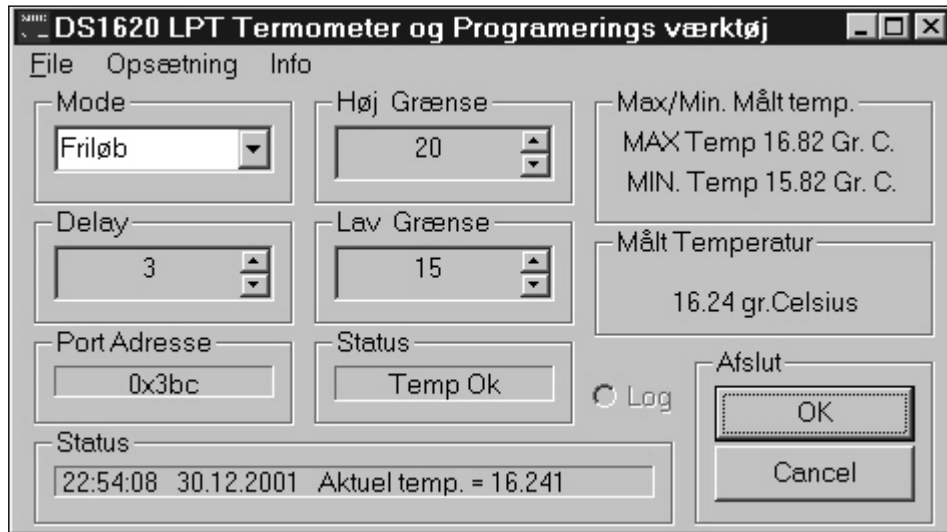 DS1620 LPT Termometer og Programerings værktøj
File Opsætning Info
Mode
Friløb
Høj Grænse
20
Max/Min. Målt temp.
MAX Temp 16.82 Gr. C.
MIN. Temp 15.82 Gr. C.
Delay
3
Lav Grænse
15
Målt Temperatur
16.24 gr.Celsius
Port Adresse
0x3bc
Status
Temp Ok
Log
Afslut
OK
Cancel
Status
22:54:08 30.12.2001 Aktuel temp. = 16.241